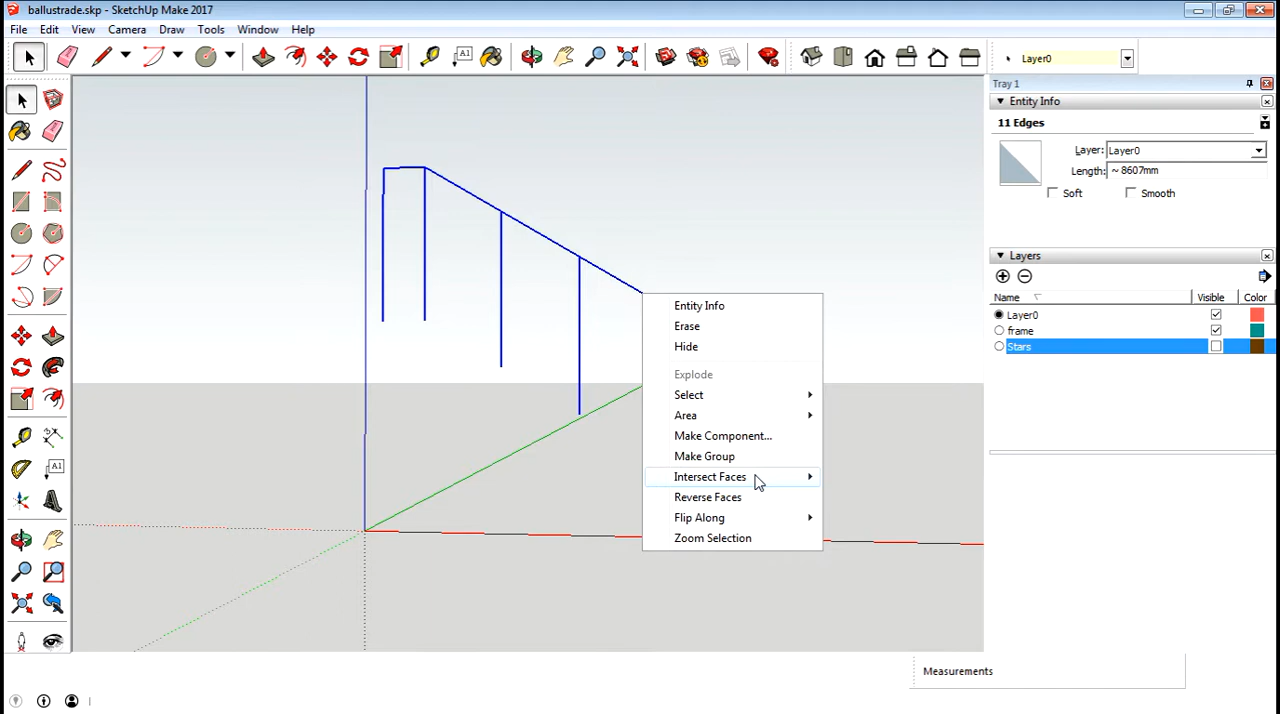 ballustrade.skp - SketchUp Make 2017
File Edit View Camera Draw Tools Window Help
A1
Layer0
Tray 1
Entity Info
11 Edges
Layer: Layer0
Length: ~ 8607mm
Soft Smooth
Layers
Name Visible Color
Layer0
frame
Stars
Entity Info
Erase
Hide
Explode
Select
Area
Make Component...
Make Group
Intersect Faces
Reverse Faces
Flip Along
Zoom Selection
A1
Measurements